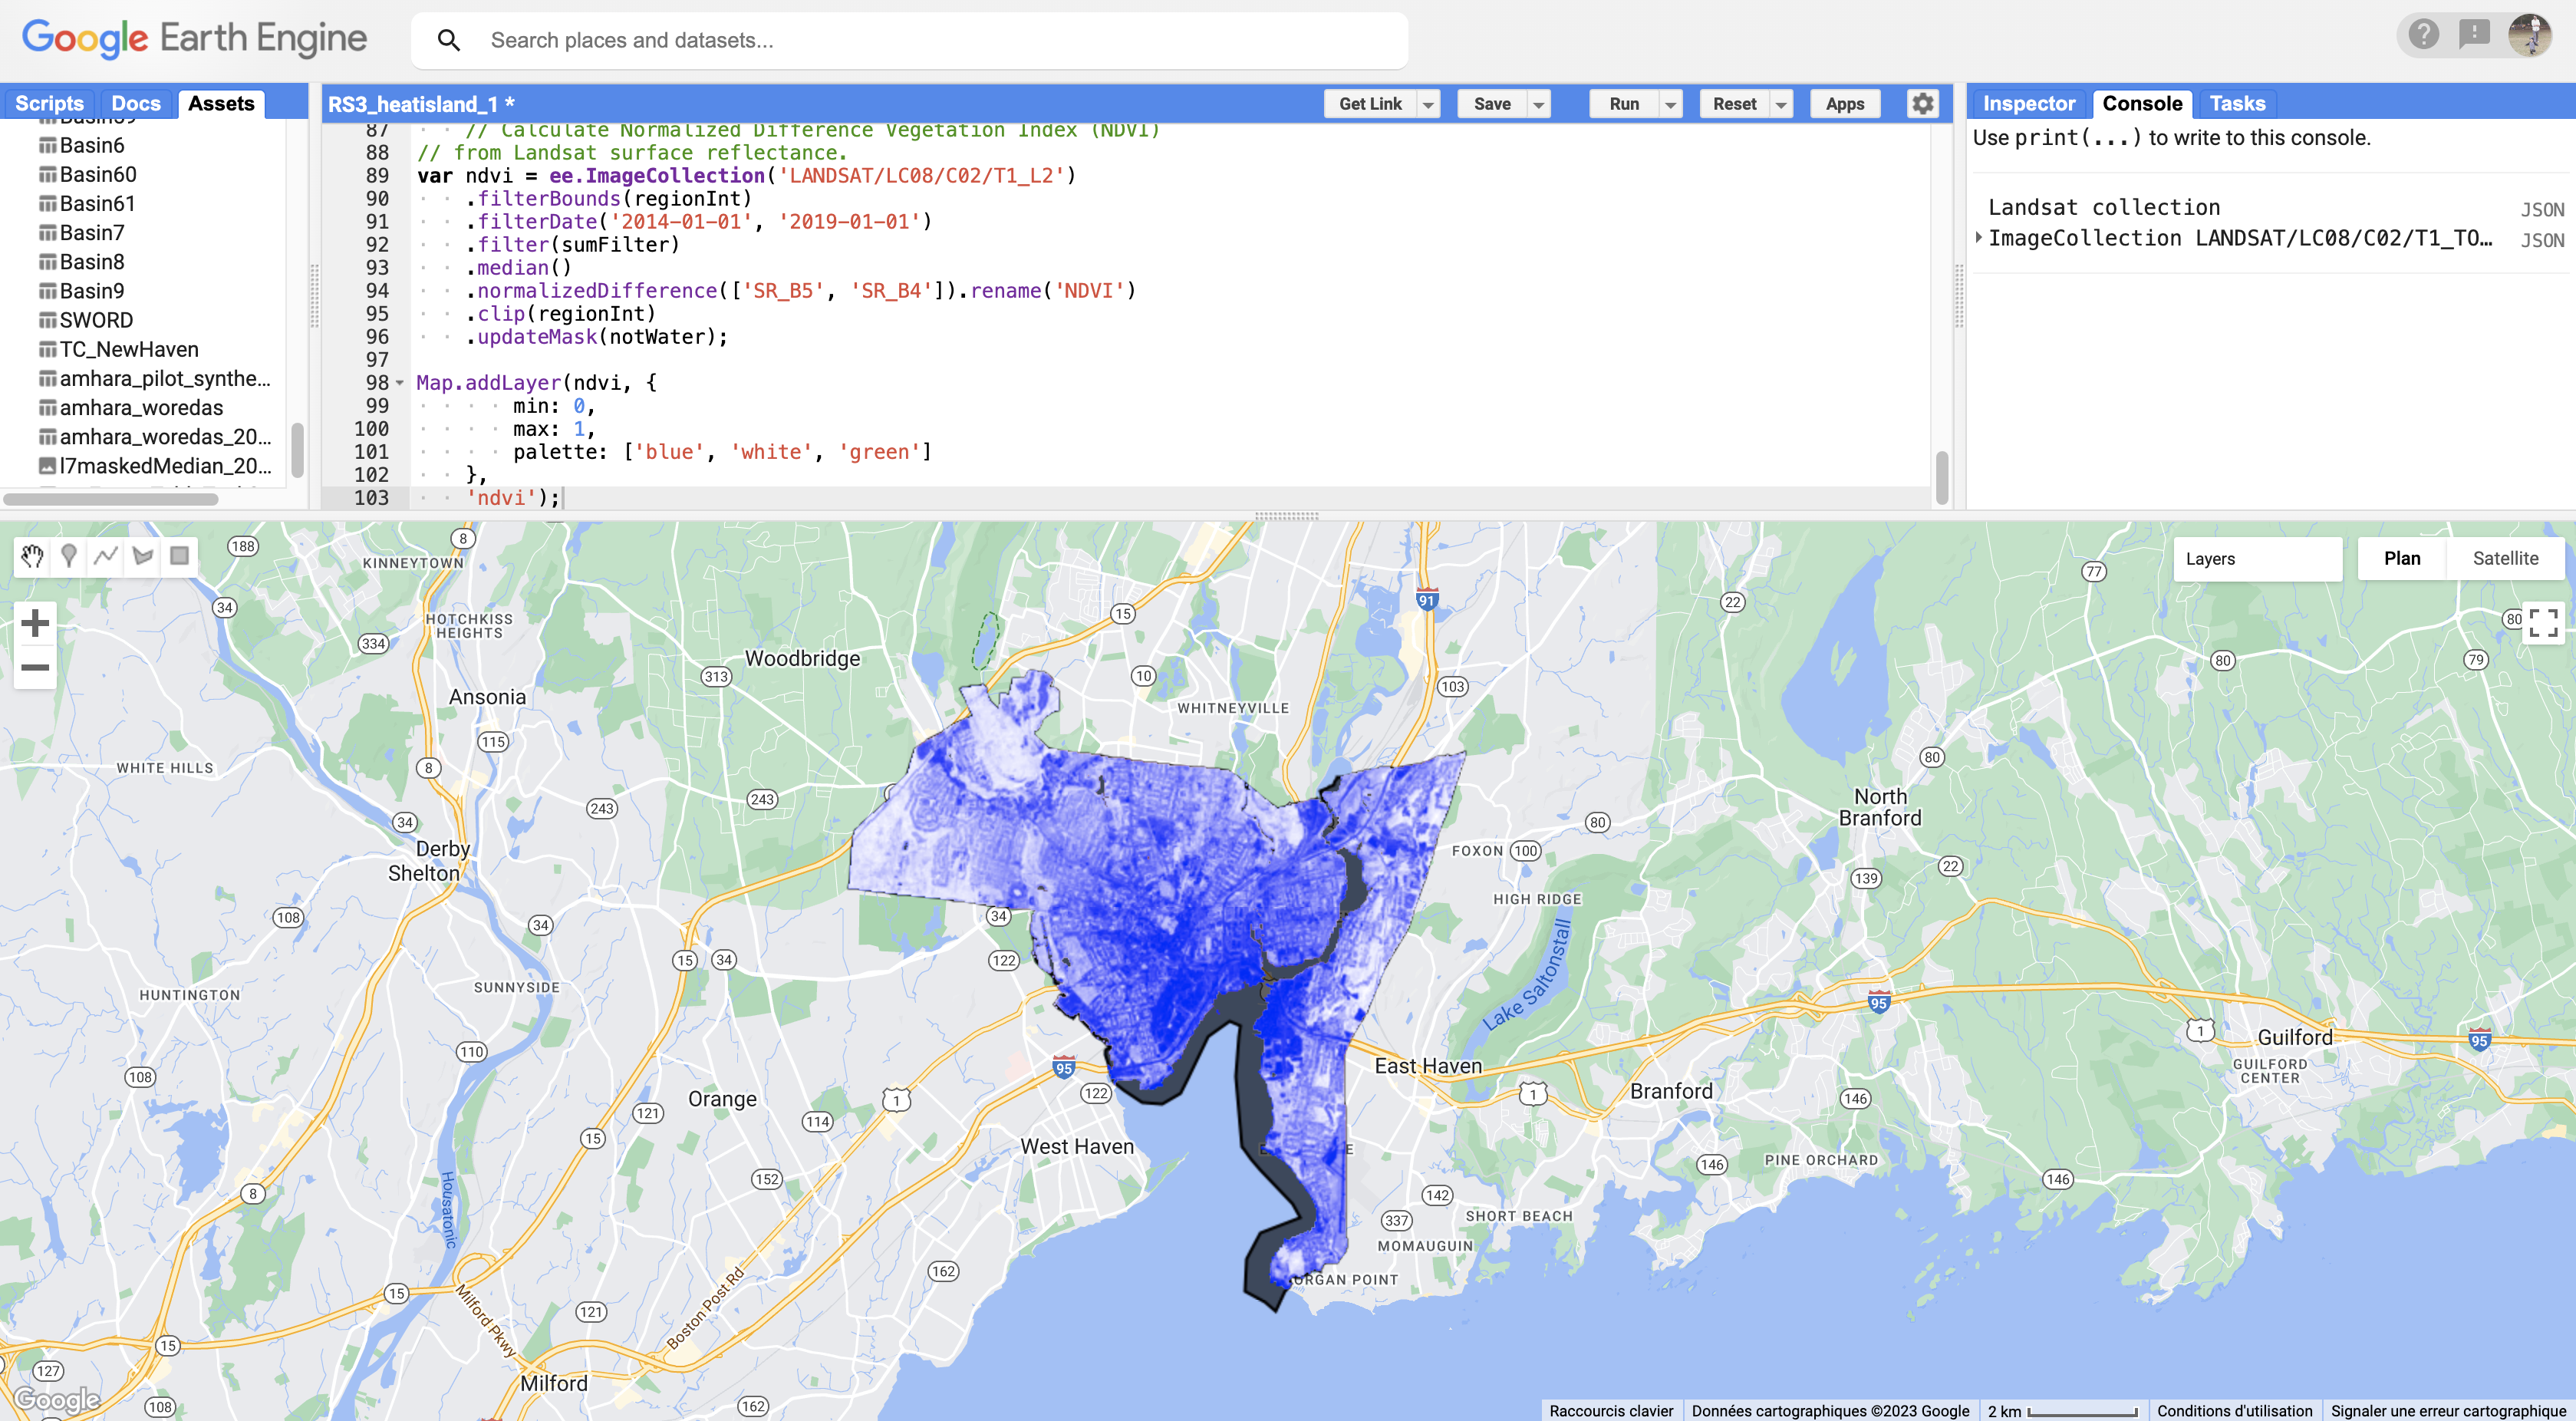 Google Earth Engine
Search places and datasets...
Scripts Docs Assets
Basin6
Basin60
Basin61
Basin7
Basin8
Basin9
SWORD
TC_NewHaven
amhara_pilot_synthe...
amhara_woredas
amhara_woredas_20...
l7maskedMedian_20...
RS3_heatisland_1 *
Get Link Save Run Reset Apps
87 // Calculate Normalized Difference Vegetation Index (NDVI)
88 // from Landsat surface reflectance.
89 var ndvi = ee.ImageCollection('LANDSAT/LC08/C02/T1_L2')
90 .filterBounds(regionInt)
91 .filterDate('2014-01-01', '2019-01-01')
92 .filter(sumFilter)
93 .median()
94 .normalizedDifference(['SR_B5', 'SR_B4']).rename('NDVI')
95 .clip(regionInt)
96 .updateMask(notWater);
97
98 Map.addLayer(ndvi, {
99 min: 0,
100 max: 1,
101 palette: ['blue', 'white', 'green']
102 },
103 'ndvi');
Inspector Console Tasks
Use print(...) to write to this console.
Landsat collection JSON
ImageCollection LANDSAT/LC08/C02/T1_TO... JSON
Layers
Plan Satellite
188
8
KINNEYTOWN
77
34
HOTCHKISS
HEIGHTS
334
15
91
22
80
Woodbridge
313
10
103
80
79
Ansonia
WHITNEYVILLE
115
WHITE HILLS
8
243
243
80
34
Derby
Shelton
80
North
Branford
FOXON 100
22
139
HIGH RIDGE
108
34
34
15
34
122
Lake Saltonstall
SUNNYSIDE
HUNTINGTON
95
1
Guilford
95
110
108
95
122
East Haven
GUILFORD
CENTER
Orange
121
114
1
1
Branford
146
15
West Haven
146
PINE ORCHARD
146
152
8
Housatonic
142
337
SHORT BEACH
MOMAUGUIN
162
ORGAN POINT
15
Milford Pkwy
121
Boston Post Rd
15
127
Milford
108
162
Google
Raccourcis clavier
Données cartographiques ©2023 Google
2 km
Conditions d'utilisation
Signaler une erreur cartographique